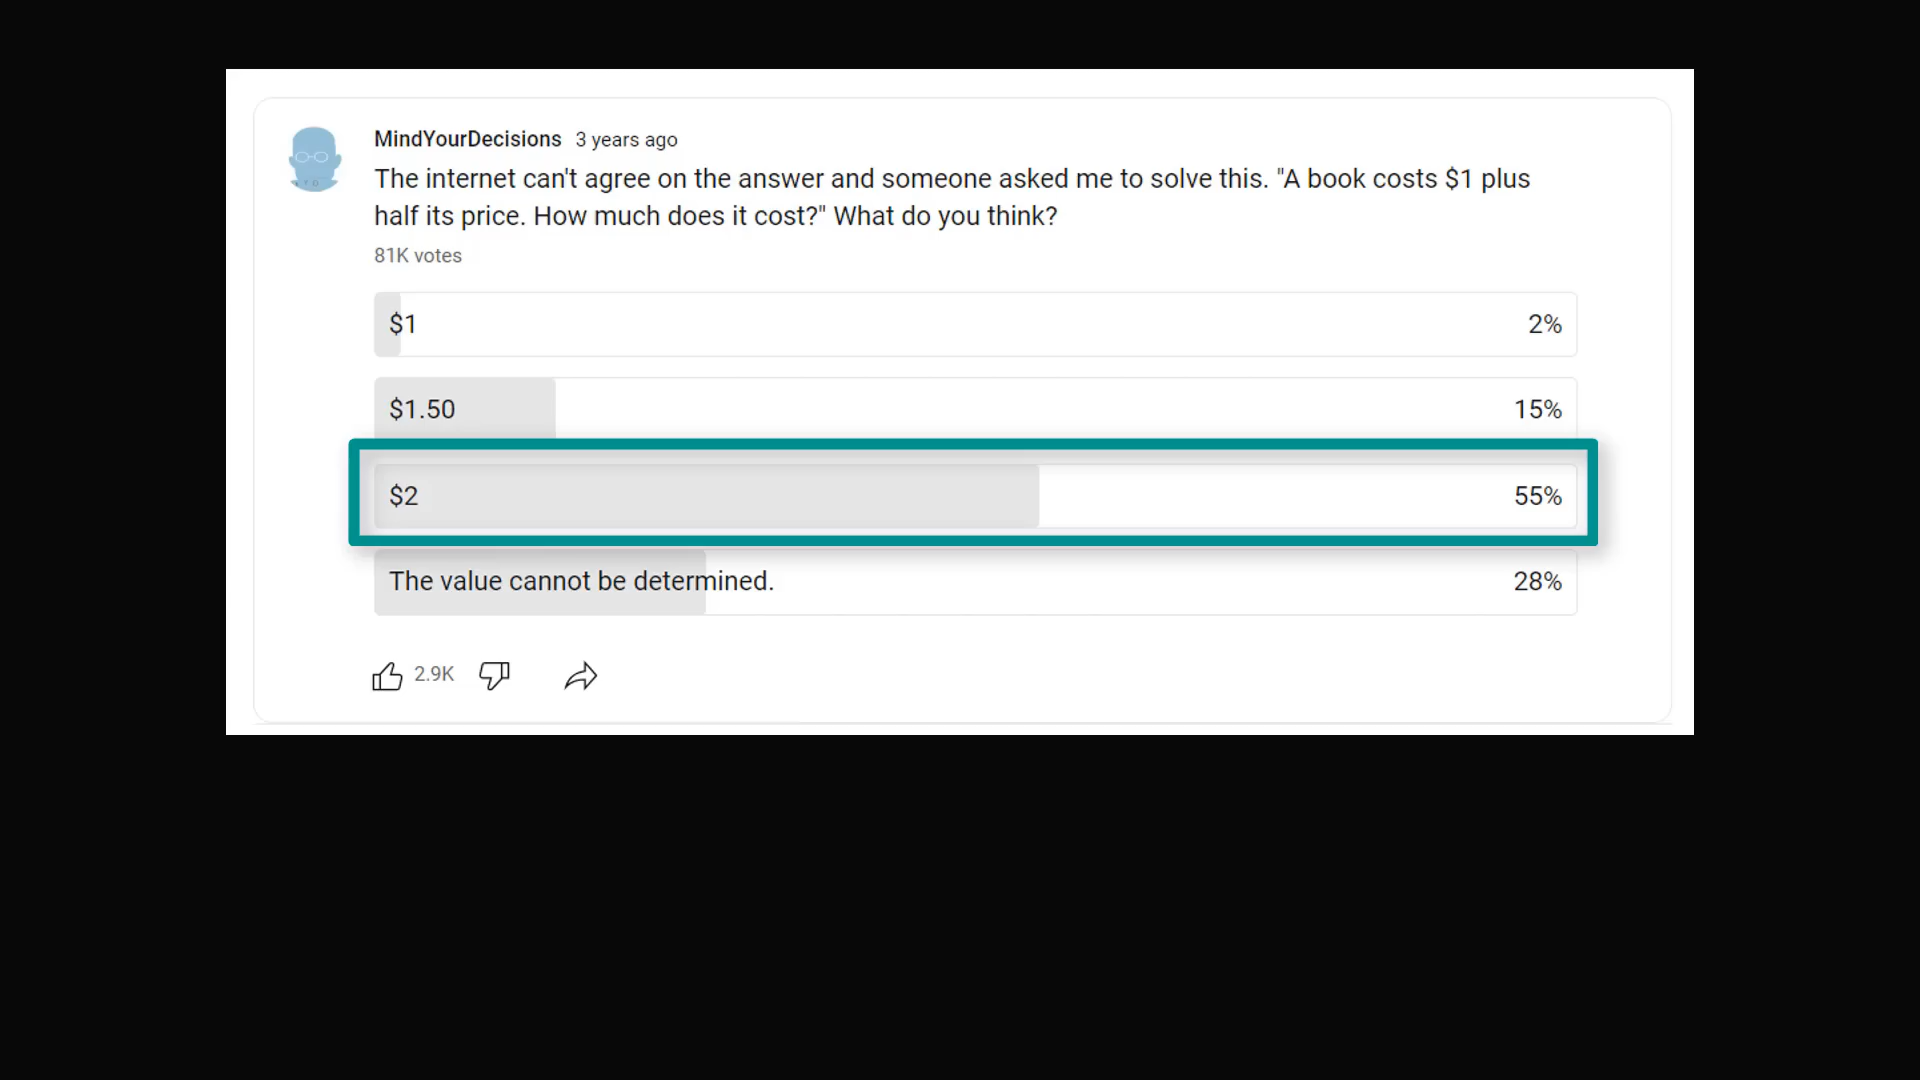 MindYourDecisions 3 years ago
The internet can't agree on the answer and someone asked me to solve this. "A book costs $1 plus
half its price. How much does it cost?" What do you think?
81K votes
$1 2%
$1.50 15%
$2 55%
The value cannot be determined. 28%
2.9K